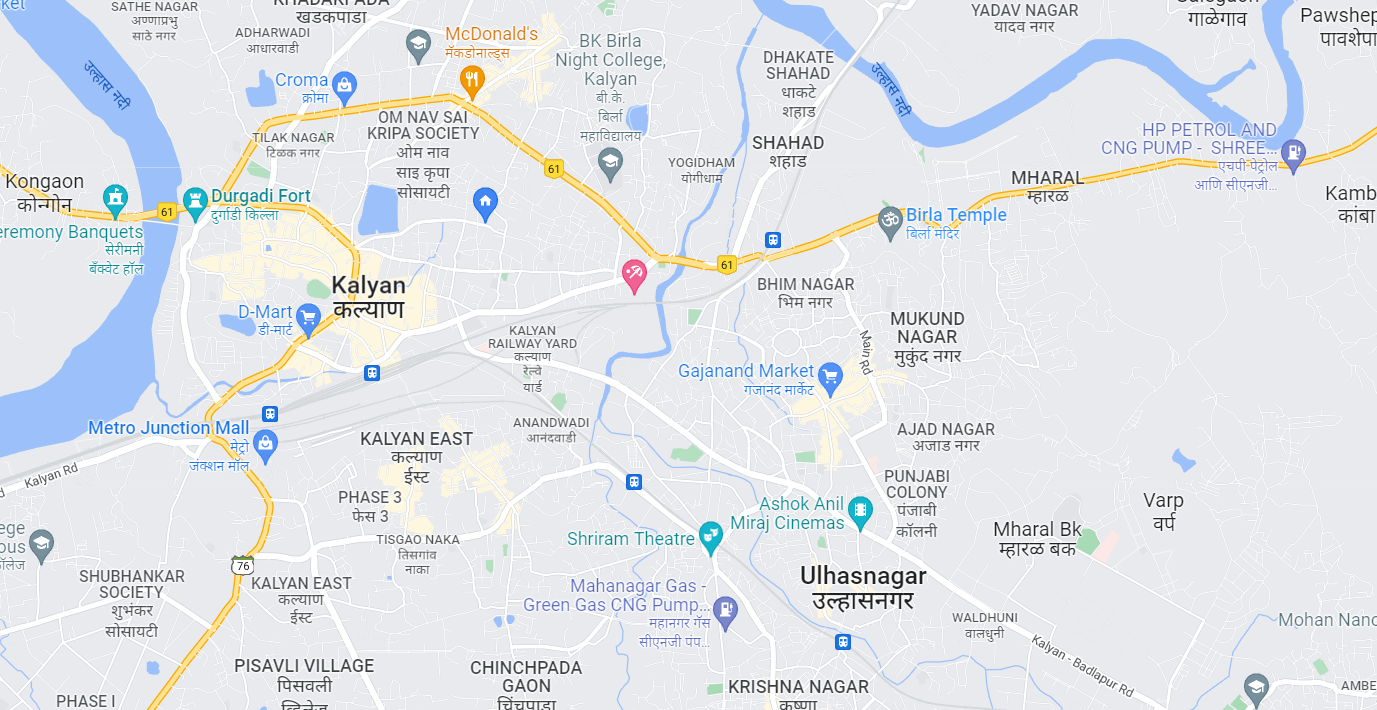 SATHE NAGAR
अण्णाप्रभु
साठे नगर
खडकपाडा
ADHARWADI
आधारवाडी
McDonald's
मॅकडोनाल्ड्स
BK Birla
Night College,
Kalyan
बी.के.
बिर्ला
महाविद्यालय
YADAV NAGAR
यादव नगर
गाळेगाव
Pawshep
पावशेपा
उल्हास नदी
Croma
क्रोमा
DHAKATE
SHAHAD
धाकटे
शहाड
उल्हास नदी
OM NAV SAI
KRIPA SOCIETY
ओम नाव
साइ कृपा
सोसायटी
TILAK NAGAR
टिळक नगर
SHAHAD
शहाड
YOGIDHAM
योगीधाम
HP PETROL AND
CNG PUMP - SHREE...
एचपी पेट्रोल
आणि सीएनजी...
61
Kongaon
कोन्गोन
MHARAL
म्हारळ
Kamb
कांबा
61
Durgadi Fort
दुर्गाडी किल्ला
Birla Temple
बिर्ला मंदिर
eremony Banquets
सेरीमनी
बँक्वेट हॉल
61
Kalyan
कल्याण
BHIM NAGAR
भिम नगर
D-Mart
डी-मार्ट
KALYAN
RAILWAY YARD
कल्याण
रेल्वे
यार्ड
MUKUND
NAGAR
मुकुंद नगर
Main Rd
Gajanand Market
गजानंद मार्केट
Metro Junction Mall
मेट्रो
जंक्शन मॉल
KALYAN EAST
कल्याण
ईस्ट
ANANDWADI
आनंदवाडी
AJAD NAGAR
अजाड नगर
Kalyan Rd
PHASE 3
फेस 3
PUNJABI
COLONY
पंजाबी
कॉलनी
Varp
वर्प
Ashok Anil
Miraj Cinemas
Mharal Bk
म्हारळ बक
ege
ous
ॉलेज
TISGAO NAKA
तिसगांव
नाका
Shriram Theatre
76
SHUBHANKAR
SOCIETY
शुभंकर
सोसायटी
KALYAN EAST
कल्याण
ईस्ट
Mahanagar Gas -
Green Gas CNG Pump...
महानगर गॅस
सीएनजी पंप...
Ulhasnagar
उल्हासनगर
WALDHUNI
वालधुनी
Mohan Nanc
Kalyan - Badlapur Rd
PISAVLI VILLAGE
पिसवली
CHINCHPADA
GAON
चिंचपाडा
KRISHNA NAGAR
कृष्णा
PHASE I
AMBE